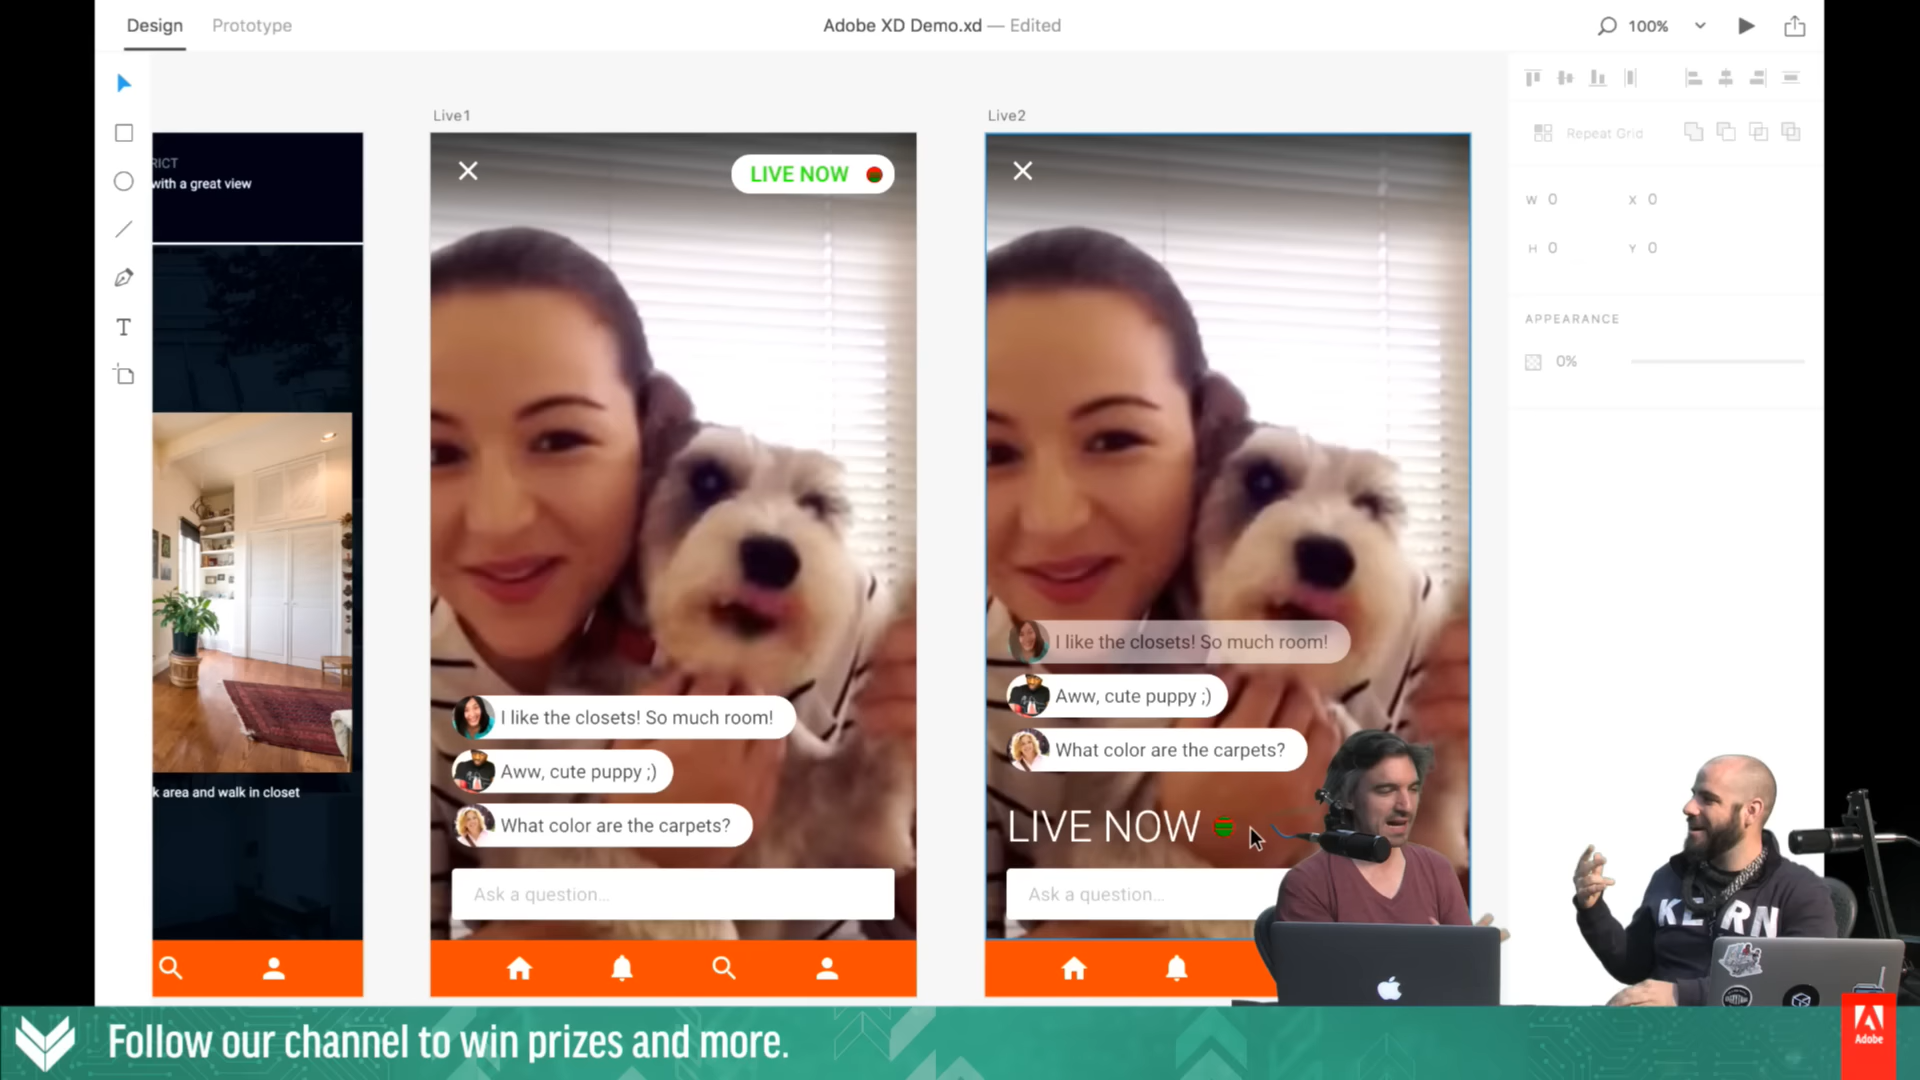 Design Prototype Adobe XD Demo.xd — Edited 100%
Live1 Live2
RICT
with a great view
LIVE NOW
Repeat Grid
W 0 X 0
H 0 Y 0
APPEARANCE
0%
T
I like the closets! So much room!
Aww, cute puppy ;)
What color are the carpets?
Ask a question...
I like the closets! So much room!
Aww, cute puppy ;)
What color are the carpets?
LIVE NOW
Ask a question...
k area and walk in closet
KE RN
Follow our channel to win prizes and more.
Adobe